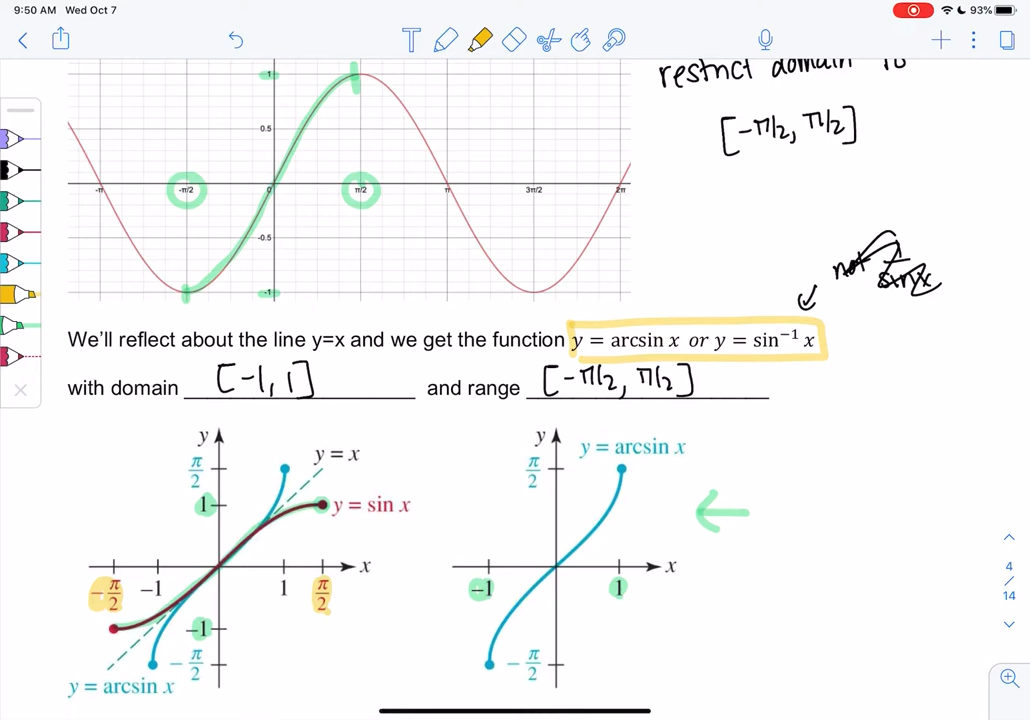 9:50 AM Wed Oct 7
93%
T
restrict domain to
[-π/2, π/2]
1
0.5
-π
-π/2
0
π/2
π
3π/2
2π
-0.5
-1
not
We'll reflect about the line y=x and we get the function y = arcsin x or y = sin⁻¹ x
with domain [-1, 1] and range [-π/2, π/2]
y
π/2
y = x
1
y = sin x
x
-π/2 -1 1 π/2
-1
-π/2
y = arcsin x
y
π/2
y = arcsin x
x
-1 1
-π/2
4
/
14